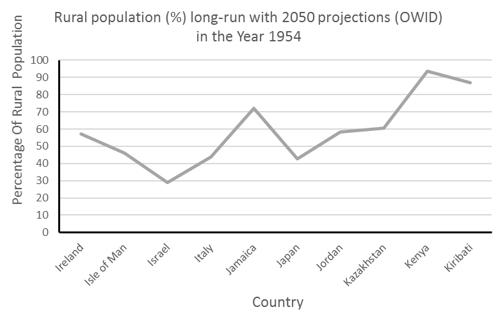 Rural population (%) long-run with 2050 projections (OWID)
in the Year 1954
Percentage Of Rural Population
100
90
80
70
60
50
40
30
20
10
0
Ireland
Isle of Man
Israel
Italy
Jamaica
Japan
Jordan
Kazakhstan
Kenya
Kiribati
Country